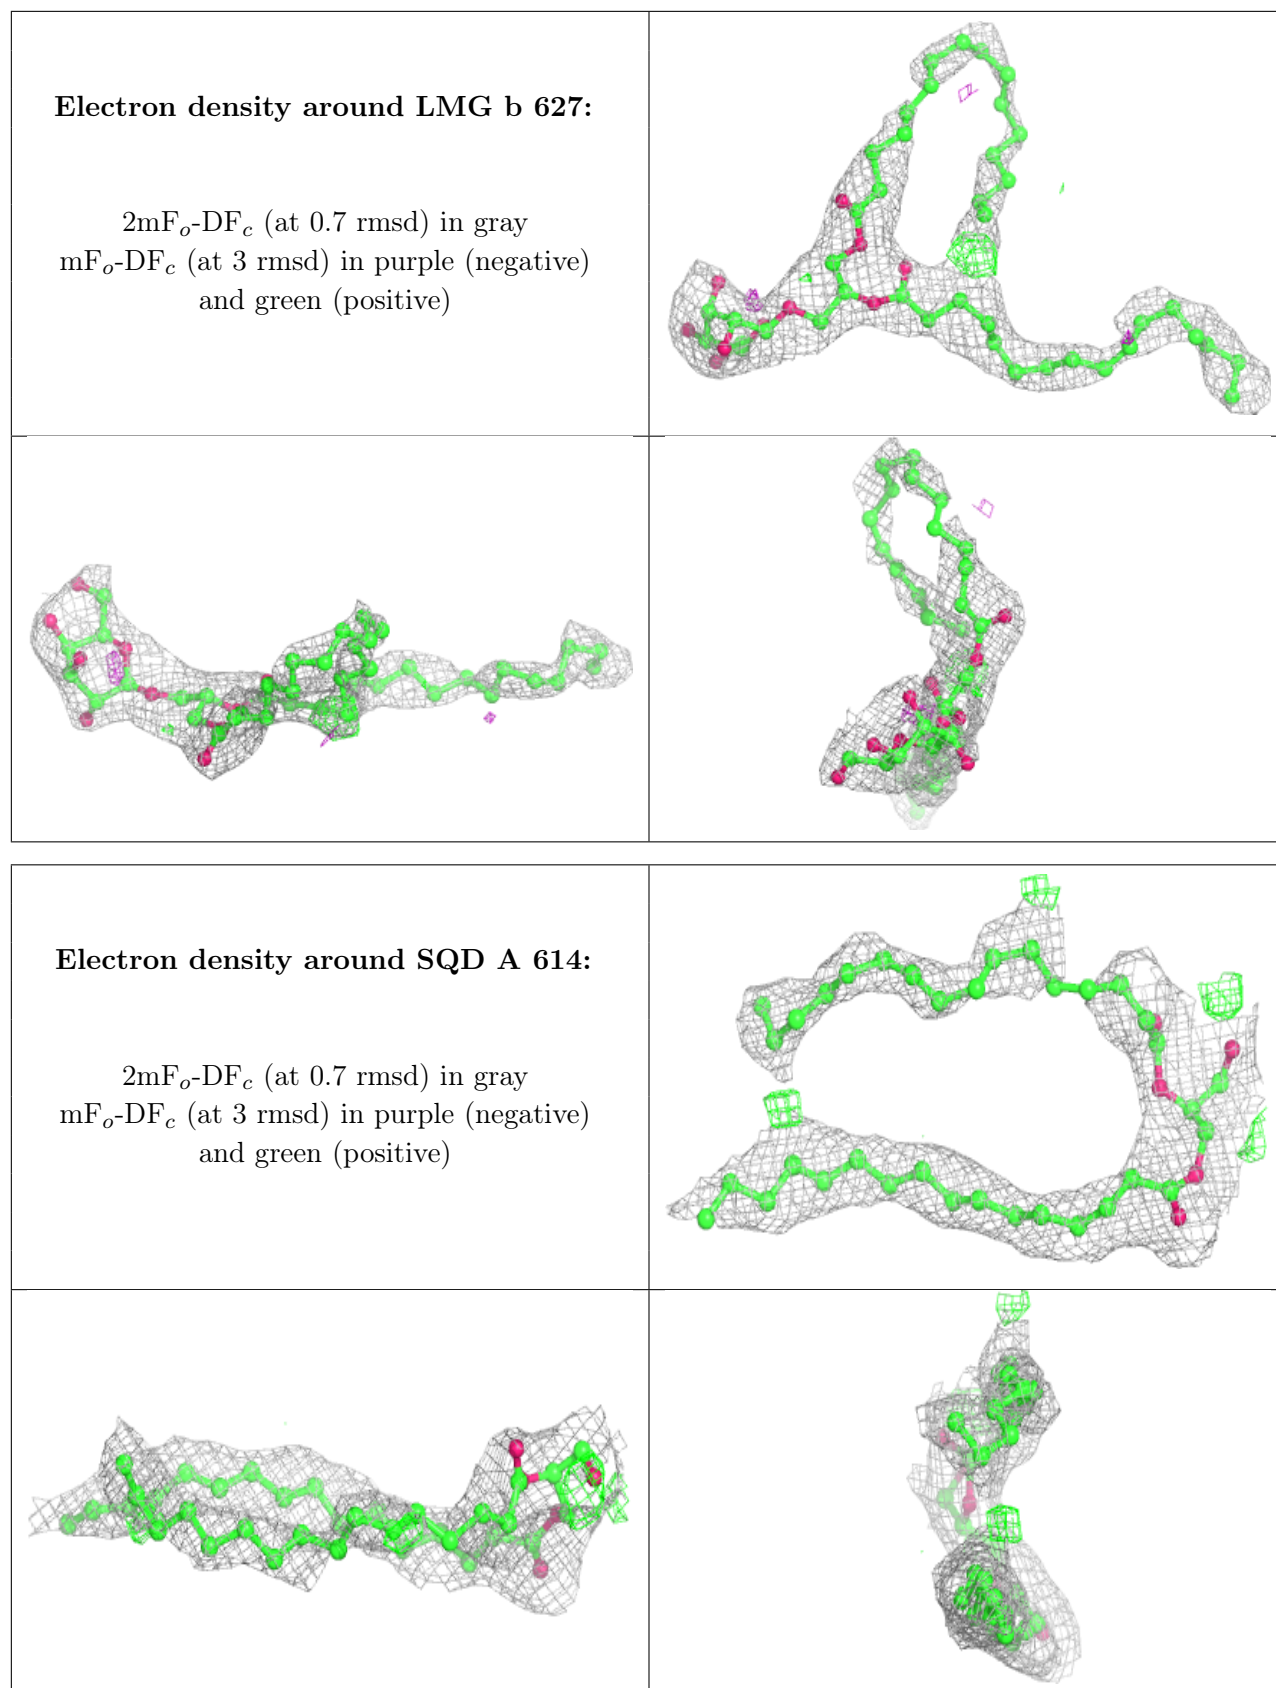 Electron density around LMG b 627:
2mFo-DFc (at 0.7 rmsd) in gray
mFo-DFc (at 3 rmsd) in purple (negative)
and green (positive)
Electron density around SQD A 614:
2mFo-DFc (at 0.7 rmsd) in gray
mFo-DFc (at 3 rmsd) in purple (negative)
and green (positive)